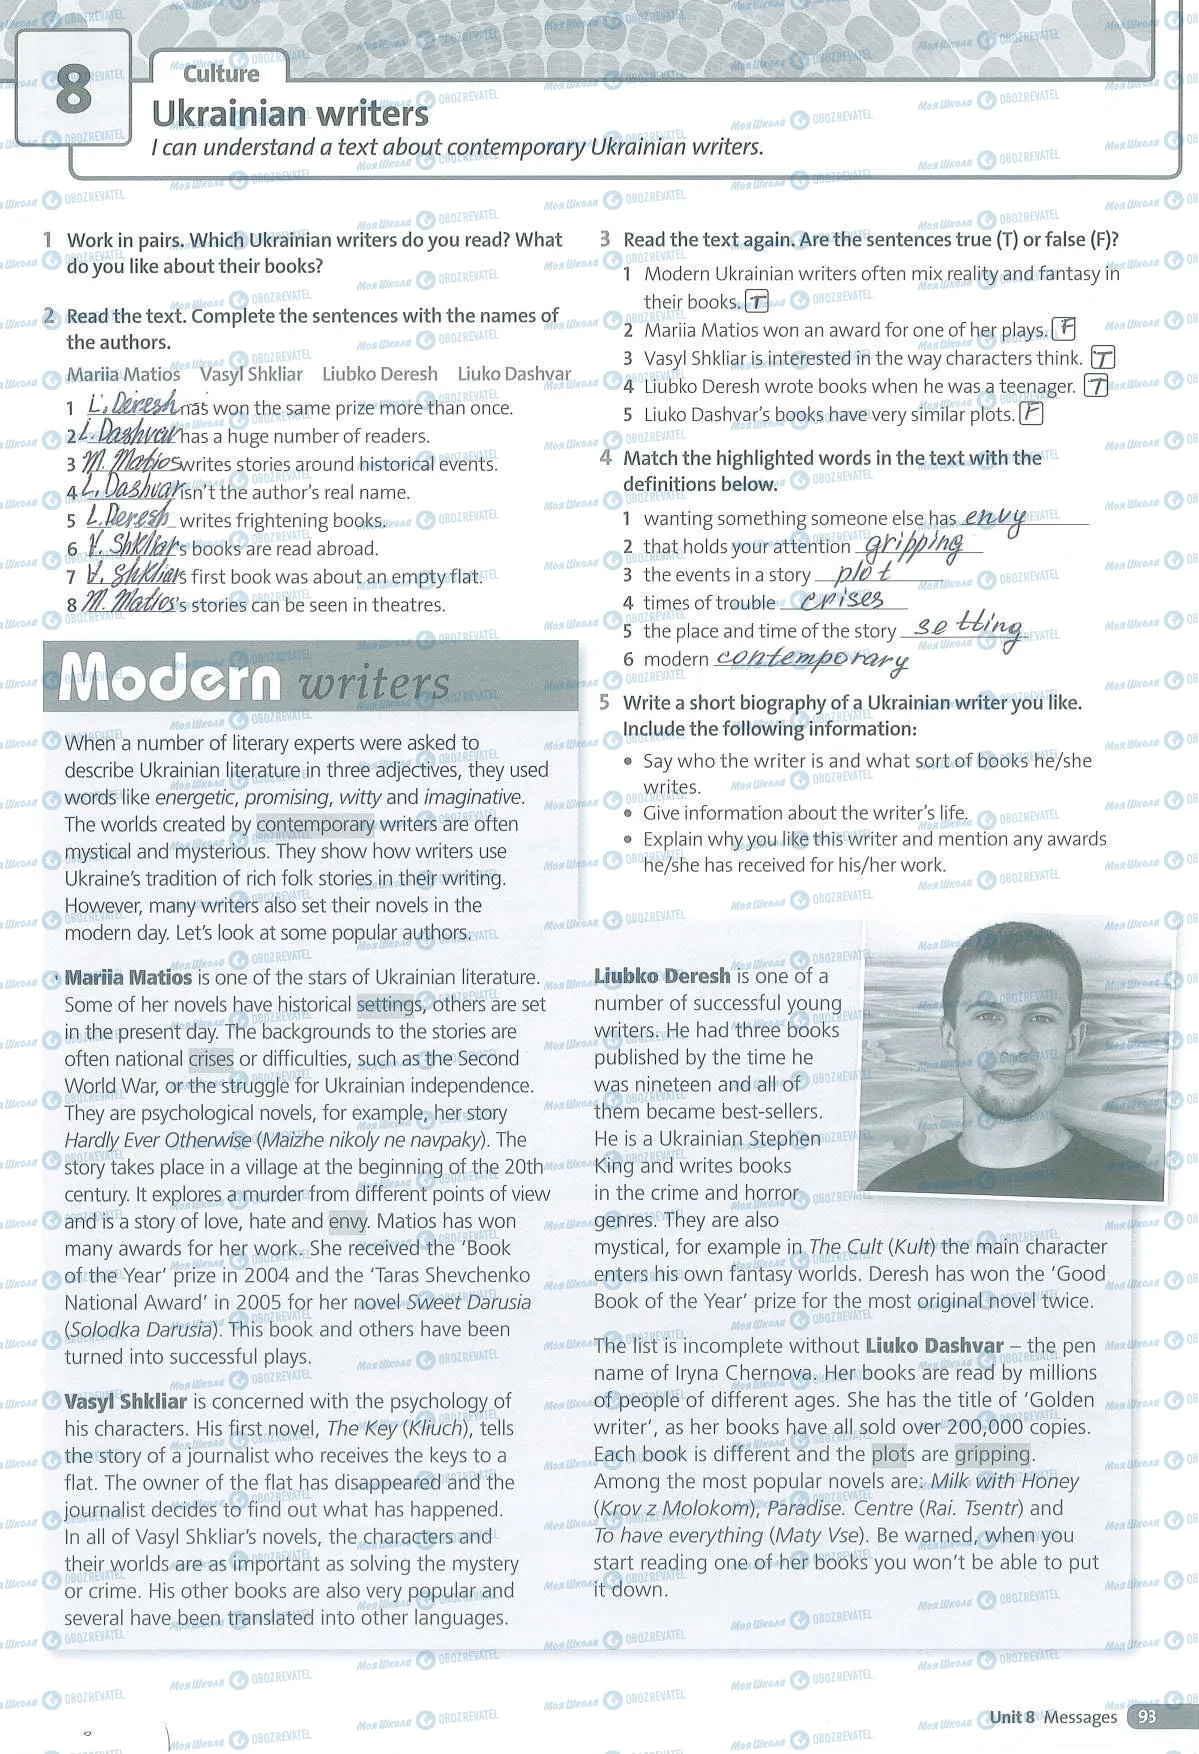 8
Culture
Ukrainian writers
I can understand a text about contemporary Ukrainian writers.
1 Work in pairs. Which Ukrainian writers do you read? What
do you like about their books?
2 Read the text. Complete the sentences with the names of
the authors.
Mariia Matios Vasyl Shkliar Liubko Deresh Liuko Dashvar
1 L. Deresh has won the same prize more than once.
2 L. Dashvar has a huge number of readers.
3 M. Matios writes stories around historical events.
4 L. Dashvar isn't the author's real name.
5 L. Deresh writes frightening books.
6 V. Shkliar's books are read abroad.
7 V. Shkliar's first book was about an empty flat.
8 M. Matios's stories can be seen in theatres.
3 Read the text again. Are the sentences true (T) or false (F)?
1 Modern Ukrainian writers often mix reality and fantasy in
their books. T
2 Mariia Matios won an award for one of her plays. F
3 Vasyl Shkliar is interested in the way characters think. T
4 Liubko Deresh wrote books when he was a teenager. T
5 Liuko Dashvar's books have very similar plots. F
4 Match the highlighted words in the text with the
definitions below.
1 wanting something someone else has envy
2 that holds your attention gripping
3 the events in a story plot
4 times of trouble crises
5 the place and time of the story setting
6 modern contemporary
5 Write a short biography of a Ukrainian writer you like.
Include the following information:
• Say who the writer is and what sort of books he/she
writes.
• Give information about the writer's life.
• Explain why you like this writer and mention any awards
he/she has received for his/her work.
Modern writers
When a number of literary experts were asked to
describe Ukrainian literature in three adjectives, they used
words like energetic, promising, witty and imaginative.
The worlds created by contemporary writers are often
mystical and mysterious. They show how writers use
Ukraine's tradition of rich folk stories in their writing.
However, many writers also set their novels in the
modern day. Let's look at some popular authors.
Mariia Matios is one of the stars of Ukrainian literature.
Some of her novels have historical settings, others are set
in the present day. The backgrounds to the stories are
often national crises or difficulties, such as the Second
World War, or the struggle for Ukrainian independence.
They are psychological novels, for example, her story
Hardly Ever Otherwise (Maizhe nikoly ne navpaky). The
story takes place in a village at the beginning of the 20th
century. It explores a murder from different points of view
and is a story of love, hate and envy. Matios has won
many awards for her work. She received the 'Book
of the Year' prize in 2004 and the 'Taras Shevchenko
National Award' in 2005 for her novel Sweet Darusia
(Solodka Darusia). This book and others have been
turned into successful plays.
Vasyl Shkliar is concerned with the psychology of
his characters. His first novel, The Key (Kliuch), tells
the story of a journalist who receives the keys to a
flat. The owner of the flat has disappeared and the
journalist decides to find out what has happened.
In all of Vasyl Shkliar's novels, the characters and
their worlds are as important as solving the mystery
or crime. His other books are also very popular and
several have been translated into other languages.
Liubko Deresh is one of a
number of successful young
writers. He had three books
published by the time he
was nineteen and all of
them became best-sellers.
He is a Ukrainian Stephen
King and writes books
in the crime and horror
genres. They are also
mystical, for example in The Cult (Kult) the main character
enters his own fantasy worlds. Deresh has won the 'Good
Book of the Year' prize for the most original novel twice.
The list is incomplete without Liuko Dashvar – the pen
name of Iryna Chernova. Her books are read by millions
of people of different ages. She has the title of 'Golden
writer', as her books have all sold over 200,000 copies.
Each book is different and the plots are gripping.
Among the most popular novels are: Milk with Honey
(Krov z Molokom), Paradise. Centre (Rai. Tsentr) and
To have everything (Maty Vse). Be warned, when you
start reading one of her books you won't be able to put
it down.
Unit 8 Messages 93
Моя Школа OBOZREVATEL